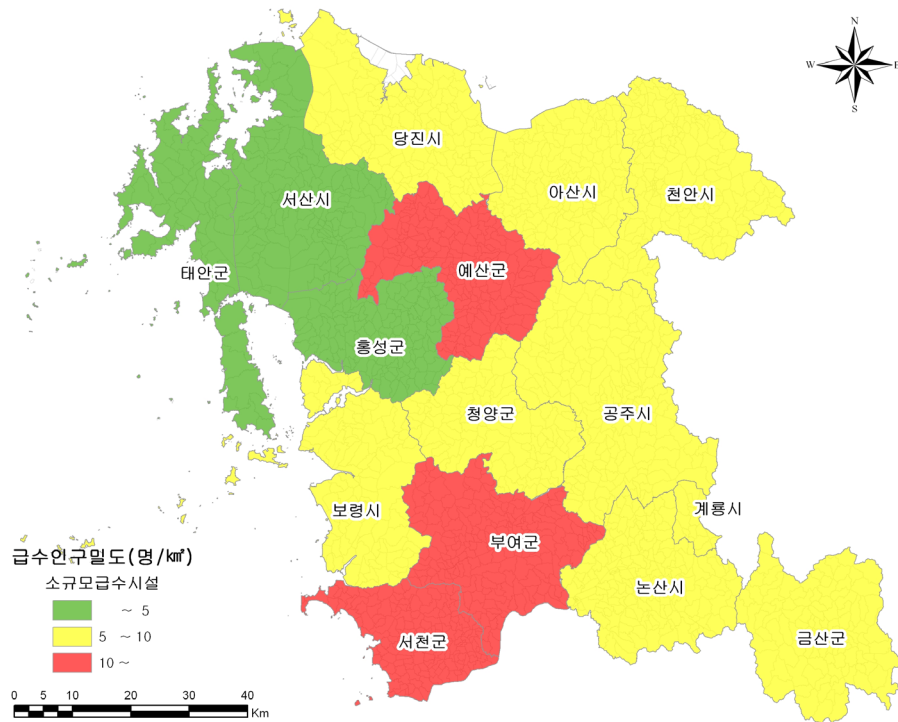 N
W
E
S
당진시
아산시
천안시
서산시
태안군
예산군
홍성군
청양군
공주시
보령시
계룡시
부여군
논산시
서천군
금산군
급수인구밀도(명/㎢)
소규모급수시설
~ 5
5 ~ 10
10 ~
0 5 10 20 30 40
Km